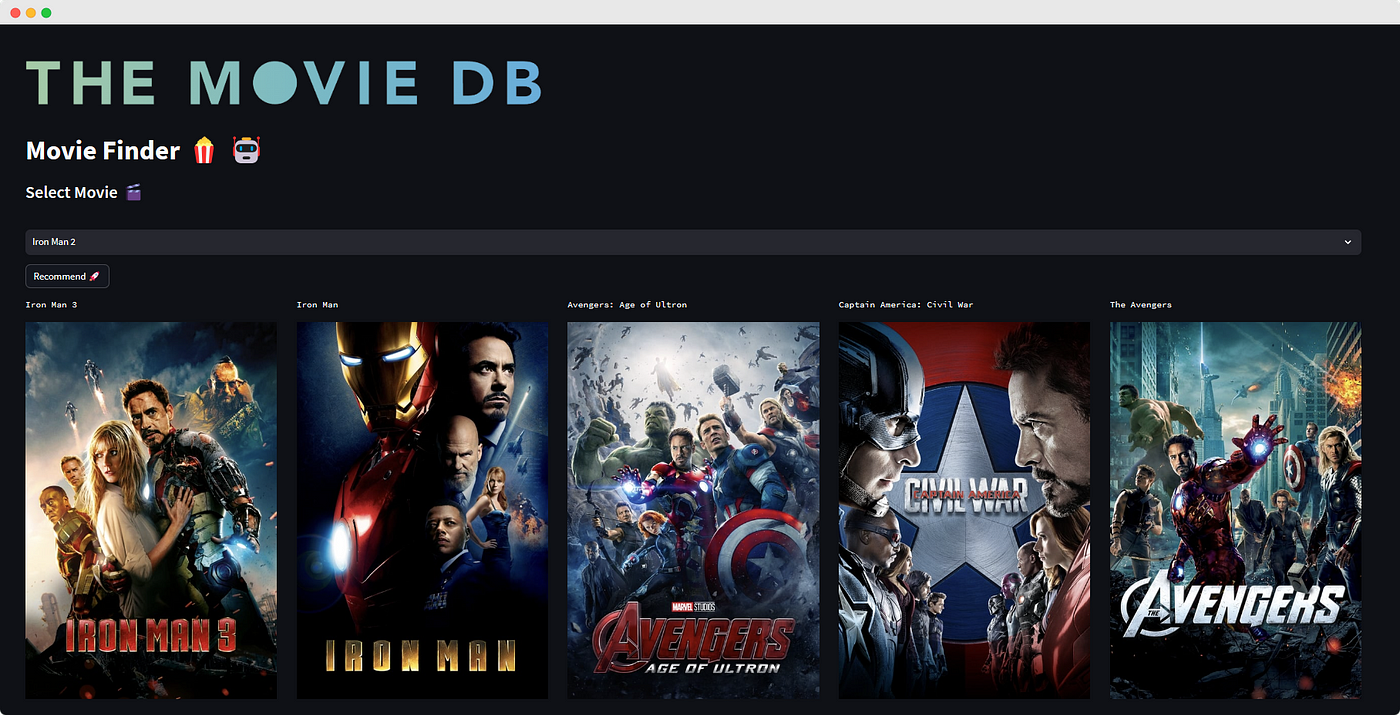 THE MOVIE DB
Movie Finder
Select Movie
Iron Man 2
Recommend
Iron Man 3
Iron Man
Avengers: Age of Ultron
Captain America: Civil War
The Avengers
IRON MAN 3
IRON MAN
MARVEL STUDIOS
AVENGERS
AGE OF ULTRON
CAPTAIN AMERICA
CIVIL WAR
THE AVENGERS